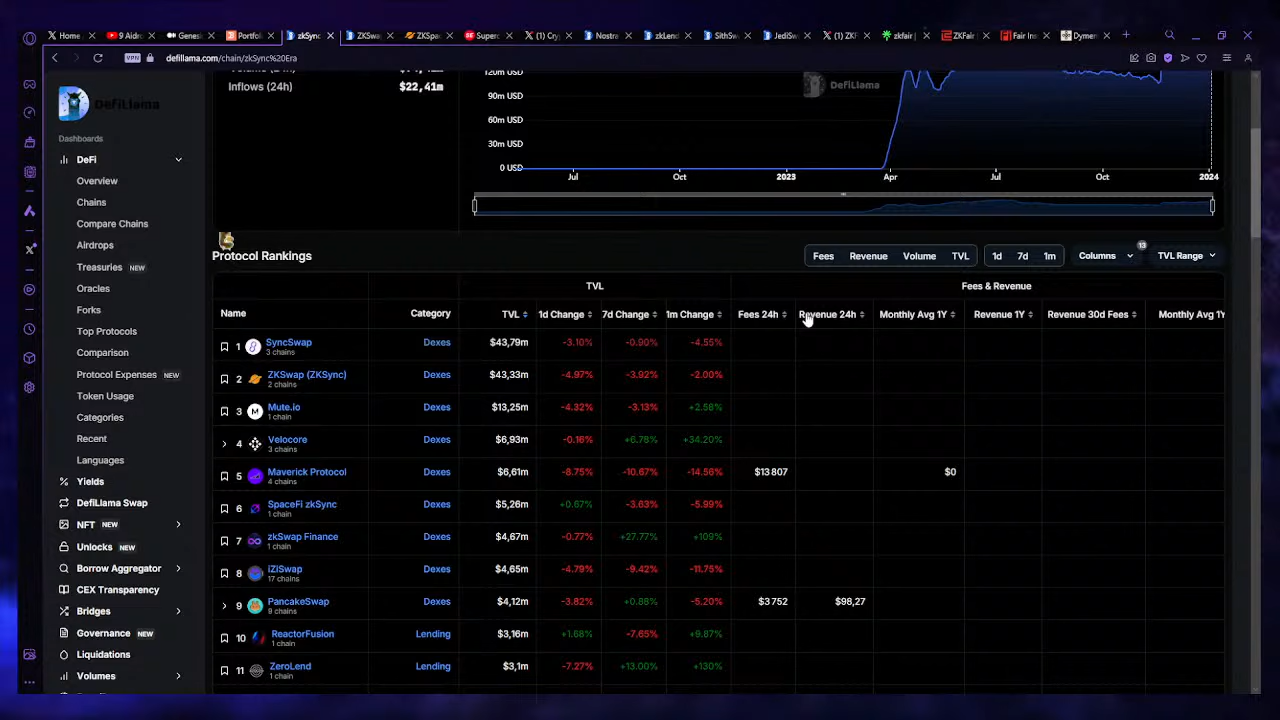 Home
9 Aidro
Genesi
Portfo
zkSync
ZKSwa
ZKSpa
Superc
(1) Cry
Nostra
zkLend
SithSw
JediSw
(1) ZKF
zkfair |
ZKFair
Fair Ins
Dymen
VPN defillama.com/chain/zkSync%20Era
DeFiLlama
Dashboards
DeFi
Overview
Chains
Compare Chains
Airdrops
Treasuries NEW
Oracles
Forks
Top Protocols
Comparison
Protocol Expenses NEW
Token Usage
Categories
Recent
Languages
Yields
DefiLlama Swap
NFT NEW
Unlocks NEW
Borrow Aggregator
CEX Transparency
Bridges
Governance NEW
Liquidations
Volumes
Inflows (24h) $22,41m
120m USD
90m USD
60m USD
30m USD
0 USD
DefiLlama
Jul Oct 2023 Apr Jul Oct 2024
Protocol Rankings
Fees Revenue Volume TVL 1d 7d 1m Columns 13 TVL Range
TVL Fees & Revenue
Name Category TVL 1d Change 7d Change 1m Change Fees 24h Revenue 24h Monthly Avg 1Y Revenue 1Y Revenue 30d Fees Monthly Avg 1Y
1 SyncSwap Dexes $43,79m -3.10% -0.90% -4.55%
3 chains
2 ZKSwap (ZKSync) Dexes $43,33m -4.97% -3.92% -2.00%
2 chains
3 Mute.io Dexes $13,25m -4.32% -3.13% +2.58%
1 chain
4 Velocore Dexes $6,93m -0.16% +6.78% +34.20%
3 chains
5 Maverick Protocol Dexes $6,61m -8.75% -10.67% -14.56% $13 807 $0
4 chains
6 SpaceFi zkSync Dexes $5,26m +0.67% -3.63% -5.99%
1 chain
7 zkSwap Finance Dexes $4,67m -0.77% +27.77% +109%
1 chain
8 iZiSwap Dexes $4,65m -4.79% -9.42% -11.75%
17 chains
9 PancakeSwap Dexes $4,12m -3.82% +0.88% -5.20% $3 752 $98,27
9 chains
10 ReactorFusion Lending $3,16m +1.68% -7.65% +9.87%
1 chain
11 ZeroLend Lending $3,1m -7.27% +13.00% +130%
1 chain